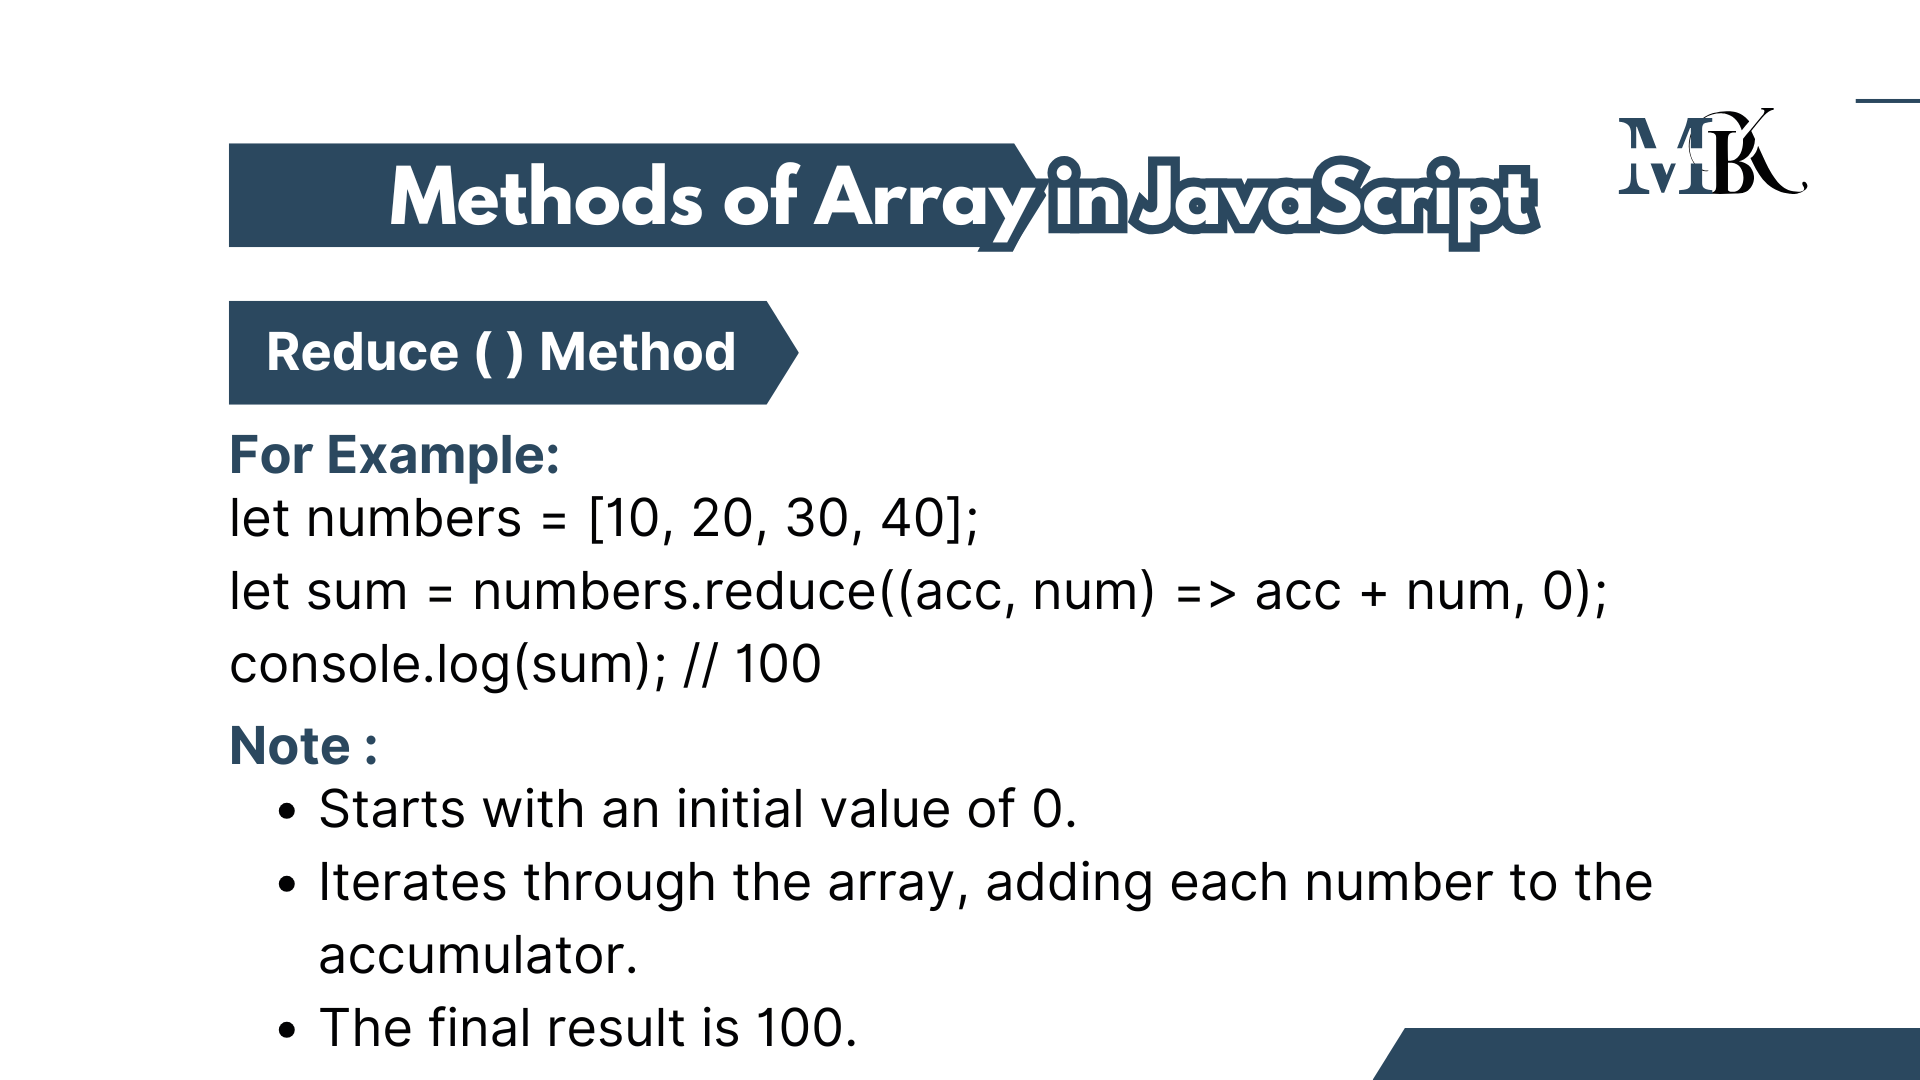 Methods of Array in JavaScript
MBK
Reduce ( ) Method
For Example:
let numbers = [10, 20, 30, 40];
let sum = numbers.reduce((acc, num) => acc + num, 0);
console.log(sum); // 100
Note :
• Starts with an initial value of 0.
• Iterates through the array, adding each number to the
accumulator.
• The final result is 100.